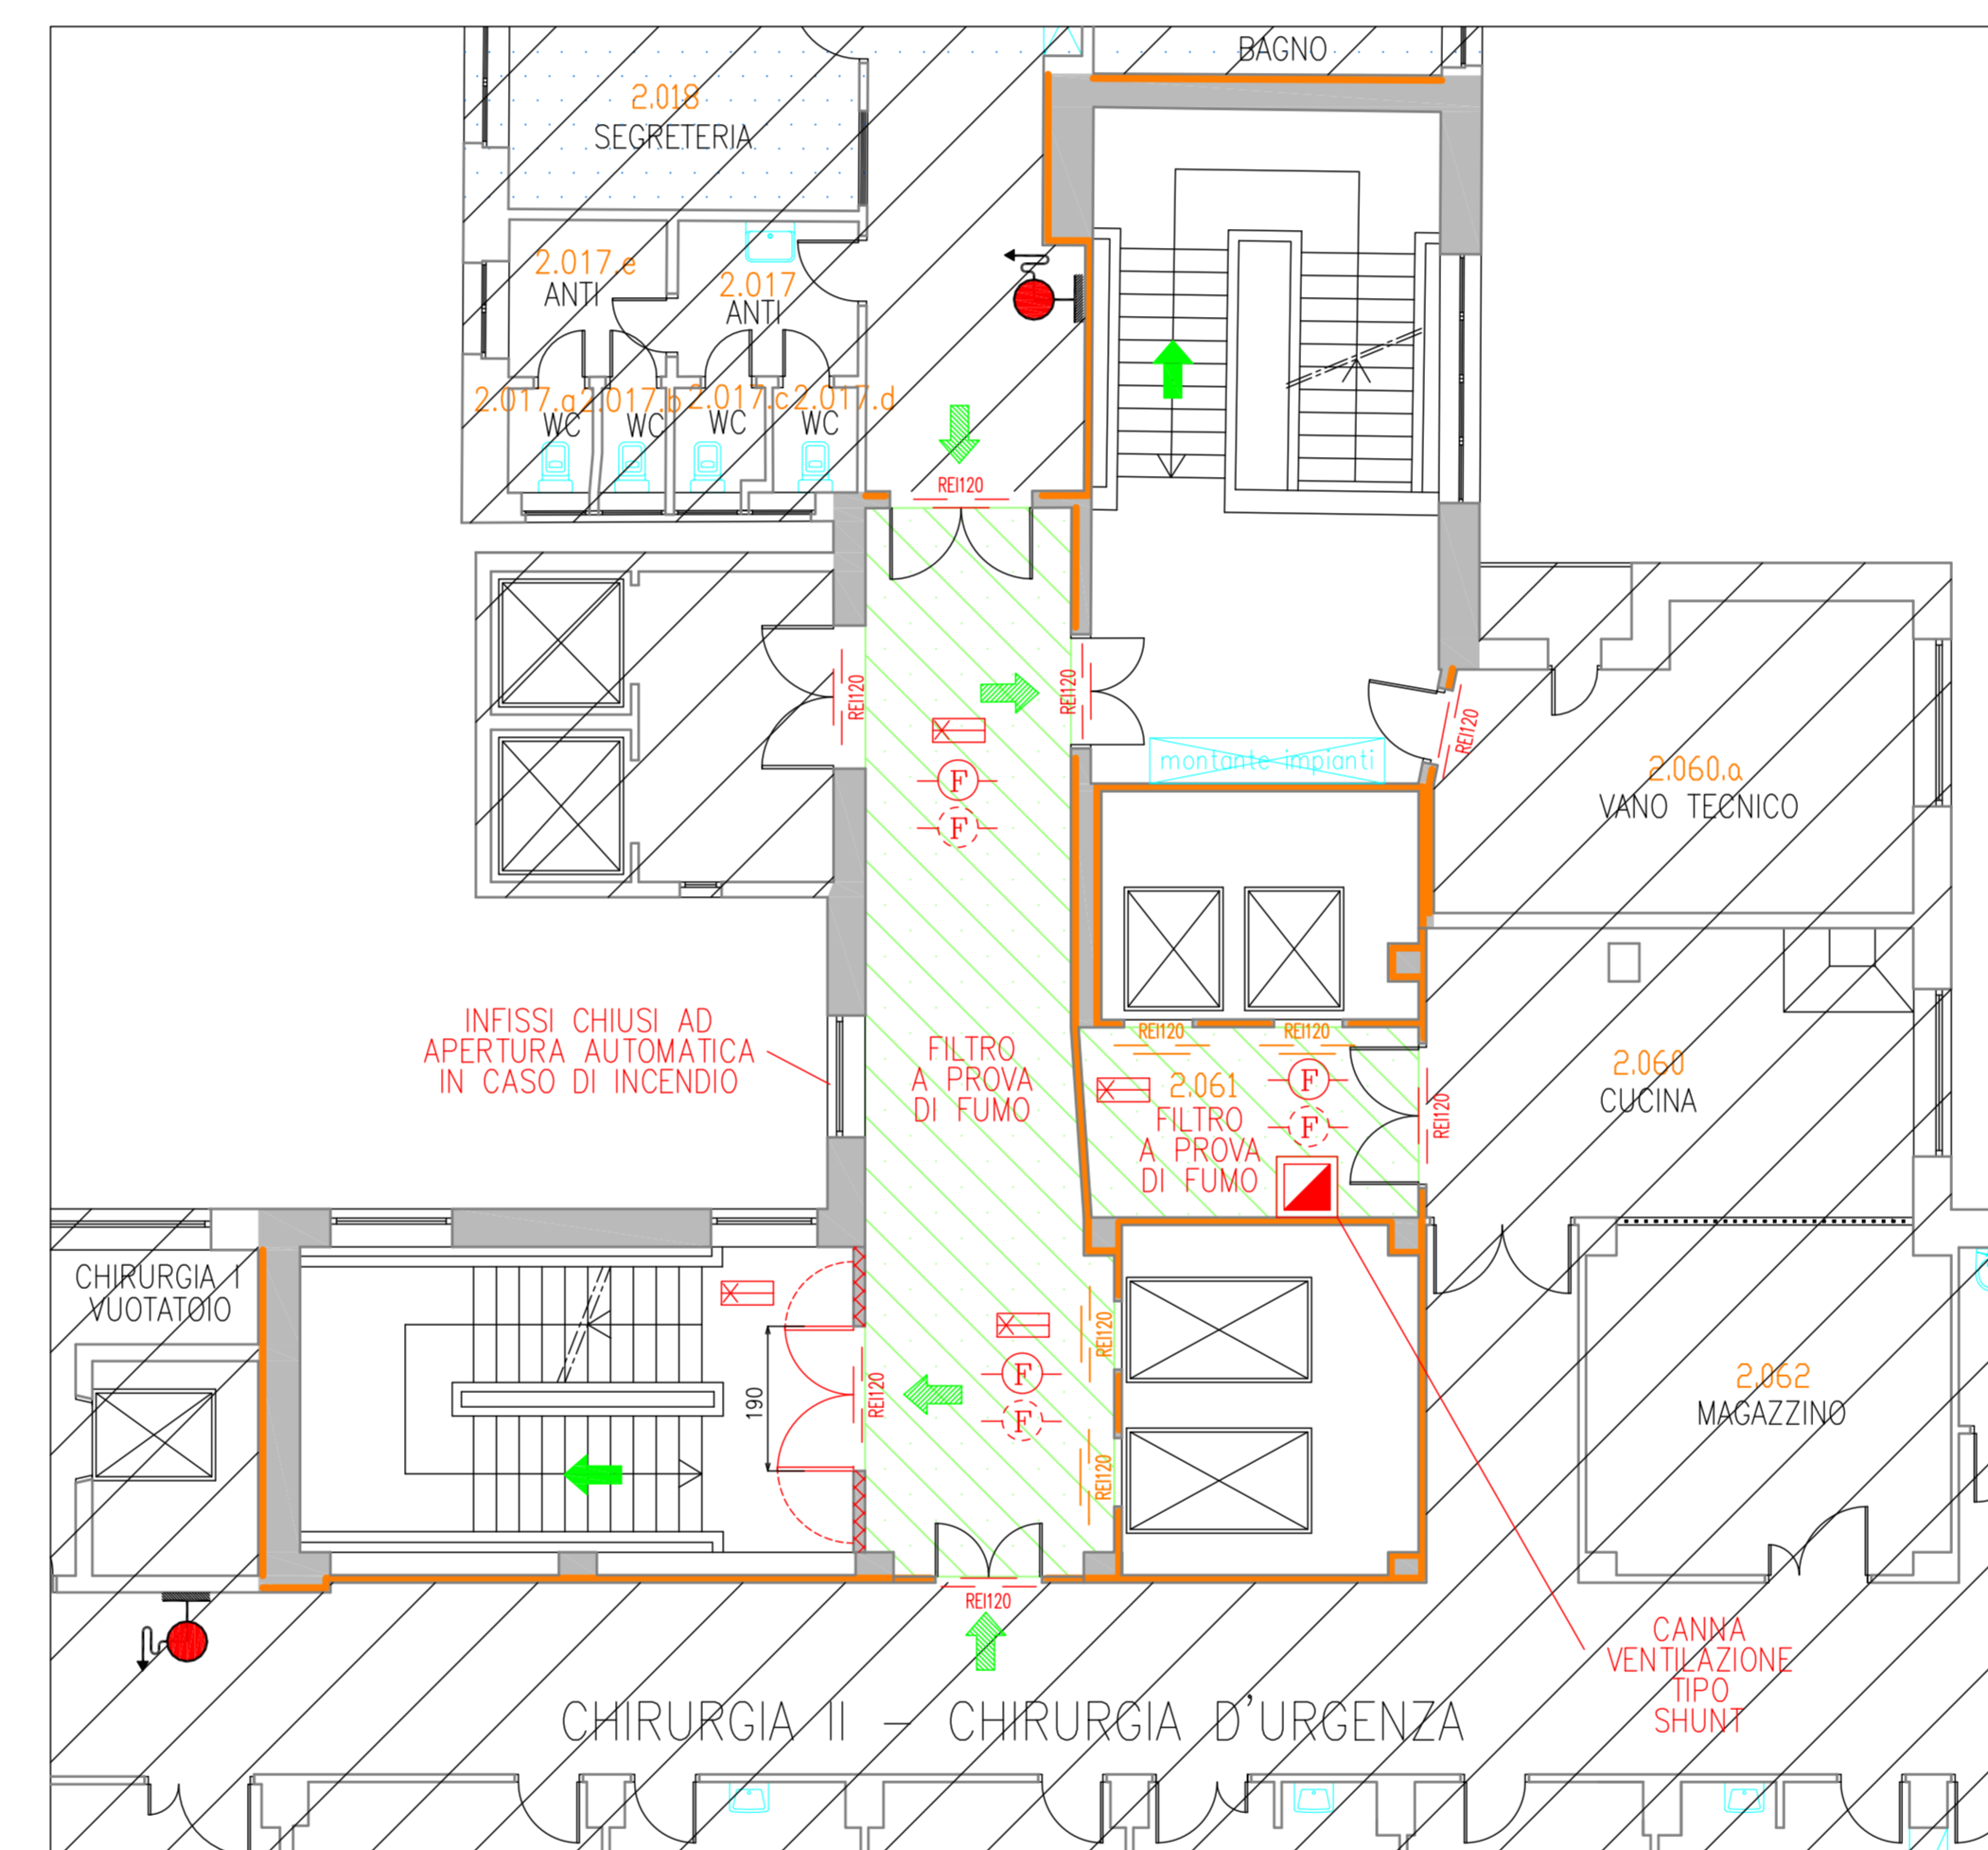 BAGNO
2.018
SEGRETERIA
2.017.e
ANTI
2.017
ANTI
2.017.a
2.017.b
2.017.c
2.017.d
WC
WC
WC
WC
REI120
REI120
REI120
REI120
F
F
montante impianti
2.060.a
VANO TECNICO
INFISSI CHIUSI AD
APERTURA AUTOMATICA
IN CASO DI INCENDIO
FILTRO
A PROVA
DI FUMO
REI120
REI120
2.061
FILTRO
A PROVA
DI FUMO
F
F
REI120
2.060
CUCINA
CHIRURGIA I
VUOTATOIO
190
REI120
F
F
REI120
REI120
2.062
MAGAZZINO
REI120
CANNA
VENTILAZIONE
TIPO
SHUNT
CHIRURGIA II – CHIRURGIA D'URGENZA